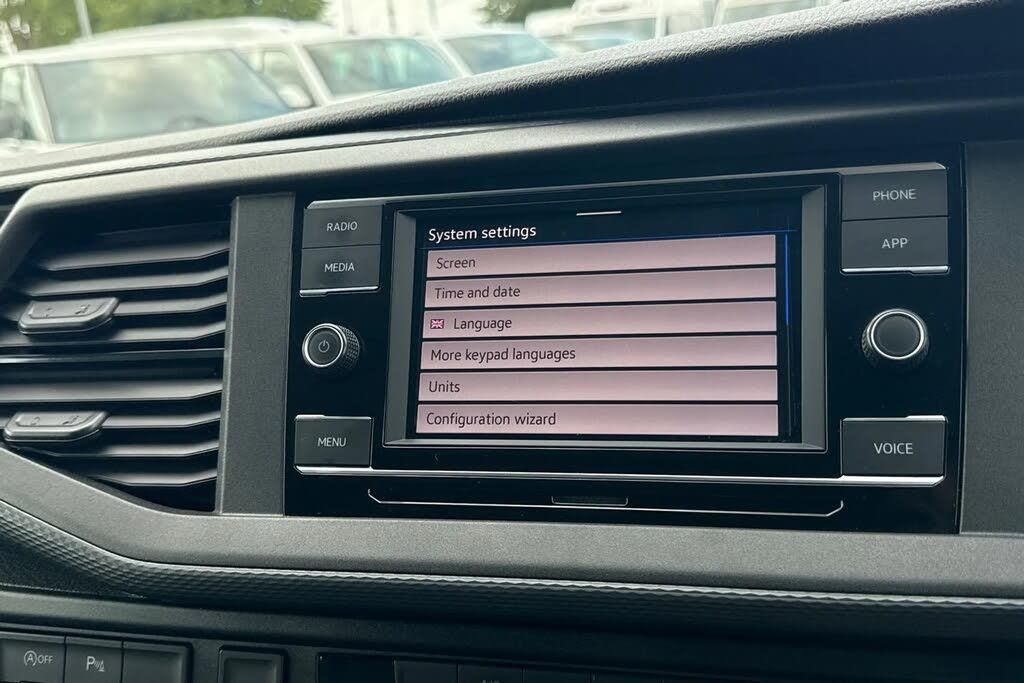 RADIO
MEDIA
MENU
System settings
Screen
Time and date
Language
More keypad languages
Units
Configuration wizard
PHONE
APP
VOICE
A OFF
P